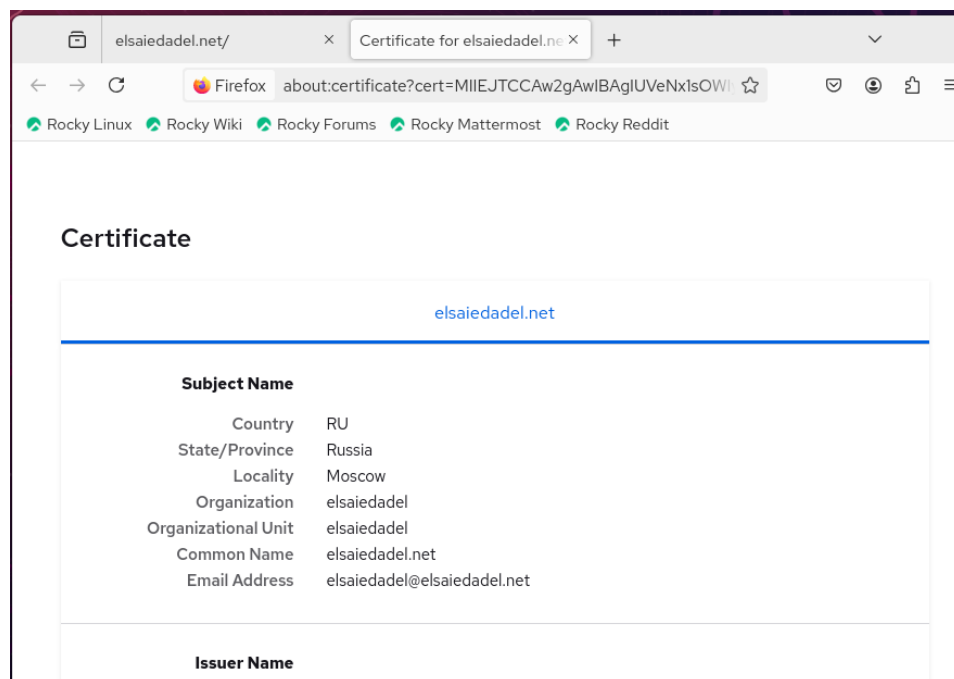 elsaiedadel.net/ Certificate for elsaiedadel.ne
Firefox about:certificate?cert=MIIEJTCCAw2gAwIBAgIUVeNx1sOWI
Rocky Linux Rocky Wiki Rocky Forums Rocky Mattermost Rocky Reddit
Certificate
elsaiedadel.net
Subject Name
Country RU
State/Province Russia
Locality Moscow
Organization elsaiedadel
Organizational Unit elsaiedadel
Common Name elsaiedadel.net
Email Address elsaiedadel@elsaiedadel.net
Issuer Name